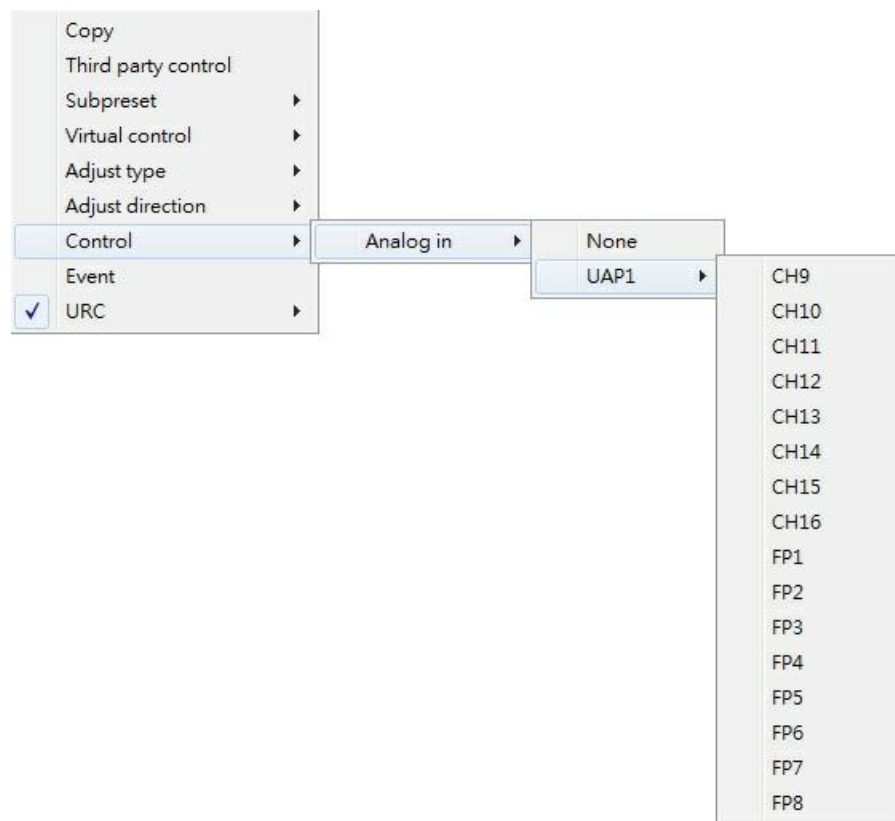 Copy
Third party control
Subpreset
Virtual control
Adjust type
Adjust direction
Control
Event
URC
Analog in
None
UAP1
CH9
CH10
CH11
CH12
CH13
CH14
CH15
CH16
FP1
FP2
FP3
FP4
FP5
FP6
FP7
FP8